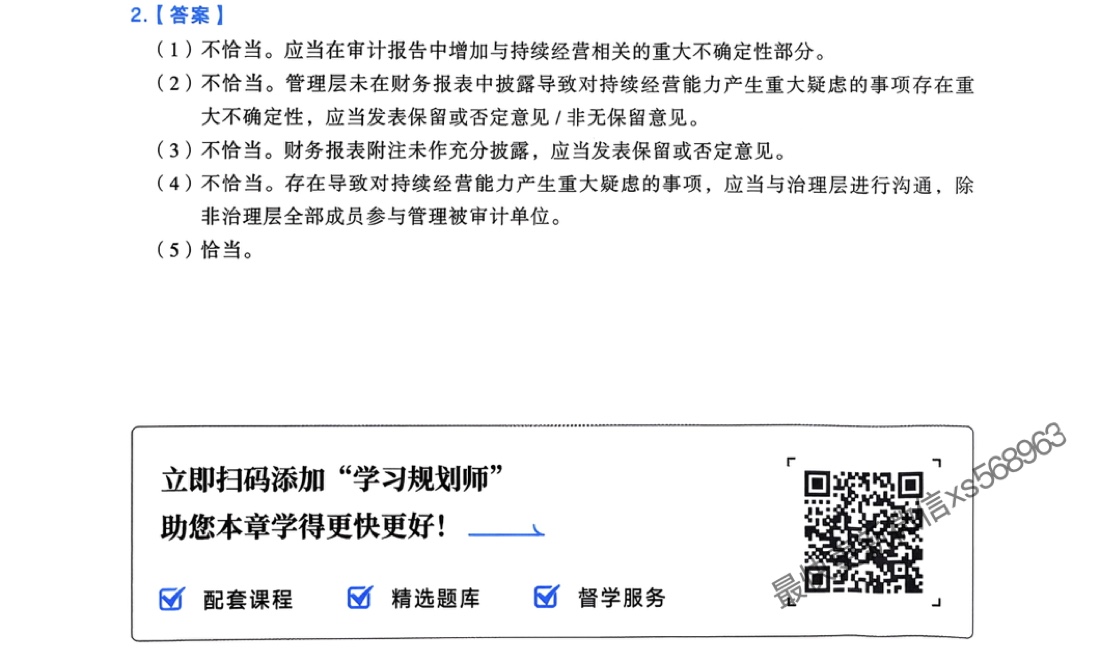 2.【答案】
（1）不恰当。应当在审计报告中增加与持续经营相关的重大不确定性部分。
（2）不恰当。管理层未在财务报表中披露导致对持续经营能力产生重大疑虑的事项存在重
大不确定性，应当发表保留或否定意见 / 非无保留意见。
（3）不恰当。财务报表附注未作充分披露，应当发表保留或否定意见。
（4）不恰当。存在导致对持续经营能力产生重大疑虑的事项，应当与治理层进行沟通，除
非治理层全部成员参与管理被审计单位。
（5）恰当。
立即扫码添加“学习规划师”
助您本章学得更快更好！
配套课程
精选题库
督学服务
信xs568963